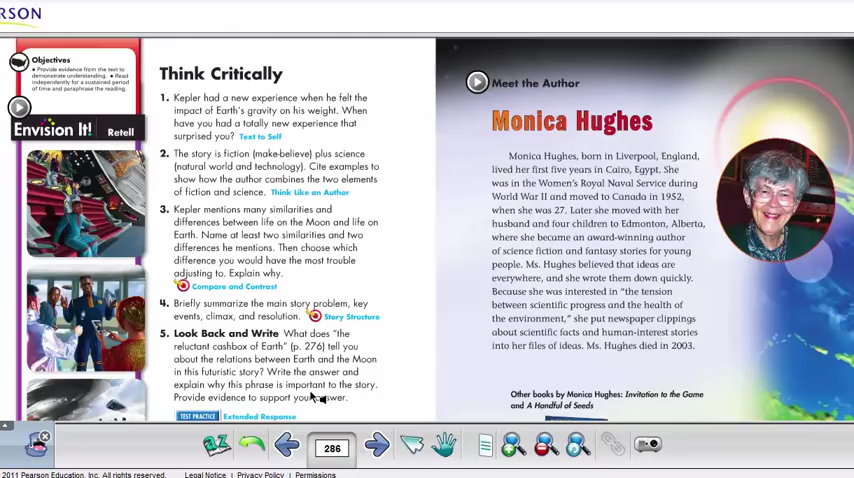 RSON
Objectives
• Provide evidence from the text to
demonstrate understanding. • Read
independently for a sustained period
of time and paraphrase the reading.
Envision It! Retell
Think Critically
1. Kepler had a new experience when he felt the
impact of Earth's gravity on his weight. When
have you had a totally new experience that
surprised you? Text to Self
2. The story is fiction (make-believe) plus science
(natural world and technology). Cite examples to
show how the author combines the two elements
of fiction and science. Think Like an Author
3. Kepler mentions many similarities and
differences between life on the Moon and life on
Earth. Name at least two similarities and two
differences he mentions. Then choose which
difference you would have the most trouble
adjusting to. Explain why.
Compare and Contrast
4. Briefly summarize the main story problem, key
events, climax, and resolution. Story Structure
5. Look Back and Write What does "the
reluctant cashbox of Earth" (p. 276) tell you
about the relations between Earth and the Moon
in this futuristic story? Write the answer and
explain why this phrase is important to the story.
Provide evidence to support your answer.
TEST PRACTICE Extended Response
Meet the Author
Monica Hughes
Monica Hughes, born in Liverpool, England,
lived her first five years in Cairo, Egypt. She
was in the Women's Royal Naval Service during
World War II and moved to Canada in 1952,
when she was 27. Later she moved with her
husband and four children to Edmonton, Alberta,
where she became an award-winning author
of science fiction and fantasy stories for young
people. Ms. Hughes believed that ideas are
everywhere, and she wrote them down quickly.
Because she was interested in "the tension
between scientific progress and the health of
the environment," she put newspaper clippings
about scientific facts and human-interest stories
into her files of ideas. Ms. Hughes died in 2003.
Other books by Monica Hughes: Invitation to the Game
and A Handful of Seeds
az
286
2011 Pearson Education, Inc. All rights reserved. Legal Notice | Privacy Policy | Permissions